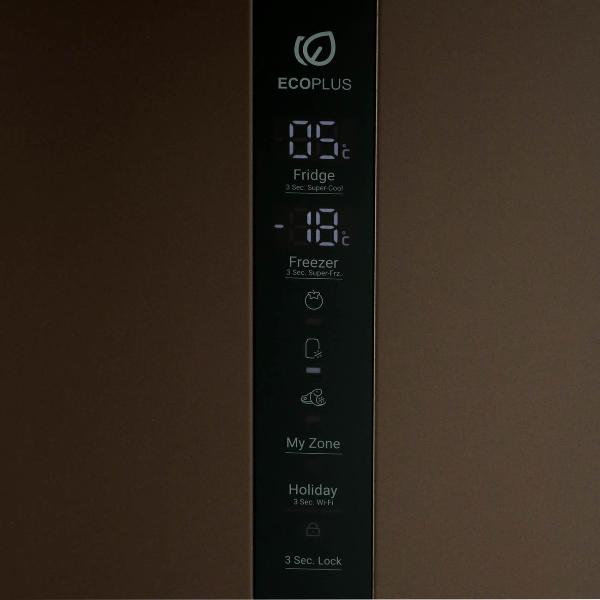 ECOPLUS
05°C
Fridge
3 Sec. Super-Cool
-18°C
Freezer
3 Sec. Super-Frz.
My Zone
Holiday
3 Sec. Wi-Fi
3 Sec. Lock